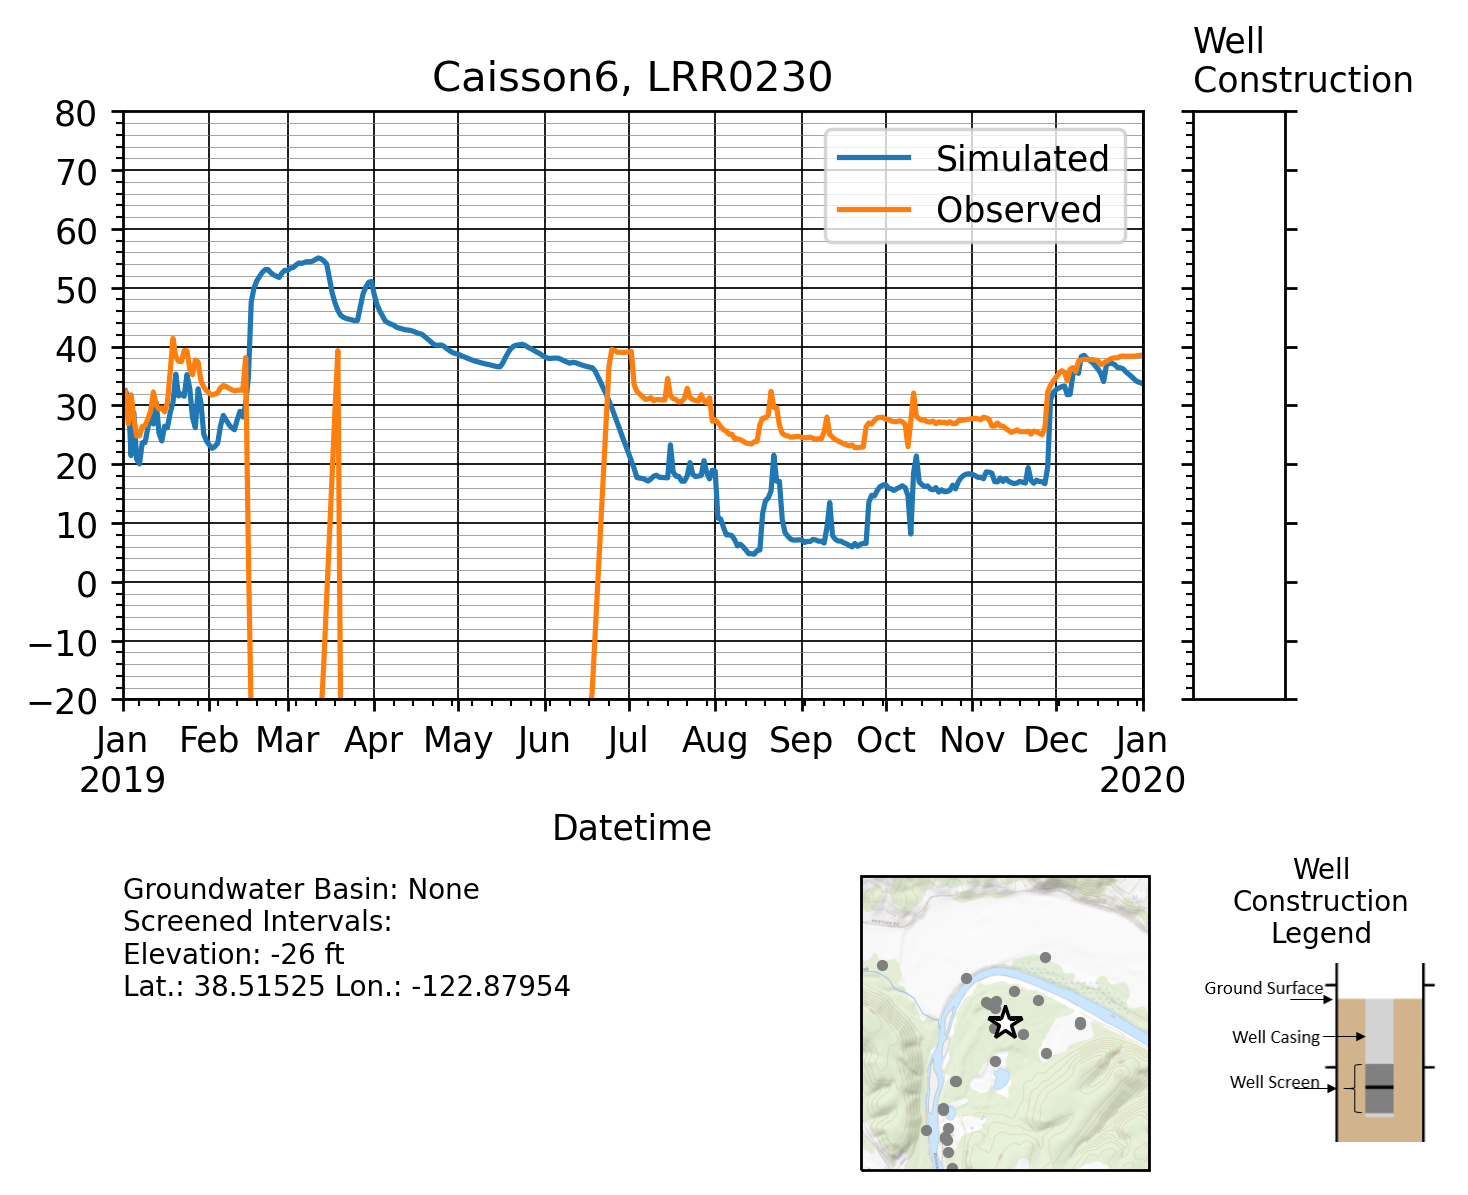 Well
Construction
Caisson6, LRR0230
80
70
60
50
40
30
20
10
0
−10
−20
Simulated
Observed
Jan
2019
Feb
Mar
Apr
May
Jun
Jul
Aug
Sep
Oct
Nov
Dec
Jan
2020
Datetime
Groundwater Basin: None
Screened Intervals:
Elevation: -26 ft
Lat.: 38.51525 Lon.: -122.87954
Well
Construction
Legend
Ground Surface
Well Casing
Well Screen